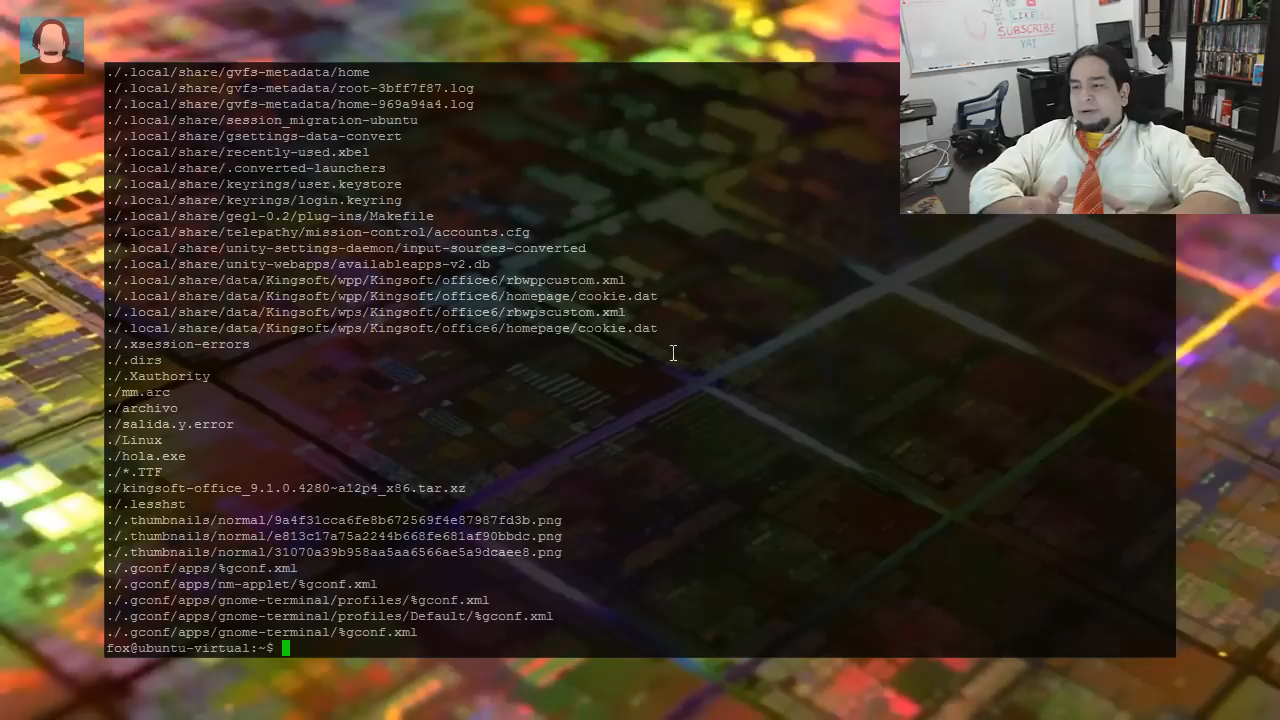 LIKE!
SUBSCRIBE
YA!
./.local/share/gvfs-metadata/home
./.local/share/gvfs-metadata/root-3bff7f87.log
./.local/share/gvfs-metadata/home-969a94a4.log
./.local/share/session_migration-ubuntu
./.local/share/gsettings-data-convert
./.local/share/recently-used.xbel
./.local/share/.converted-launchers
./.local/share/keyrings/user.keystore
./.local/share/keyrings/login.keyring
./.local/share/gegl-0.2/plug-ins/Makefile
./.local/share/telepathy/mission-control/accounts.cfg
./.local/share/unity-settings-daemon/input-sources-converted
./.local/share/unity-webapps/availableapps-v2.db
./.local/share/data/Kingsoft/wpp/Kingsoft/office6/rbwppcustom.xml
./.local/share/data/Kingsoft/wpp/Kingsoft/office6/homepage/cookie.dat
./.local/share/data/Kingsoft/wps/Kingsoft/office6/rbwpscustom.xml
./.local/share/data/Kingsoft/wps/Kingsoft/office6/homepage/cookie.dat
./.xsession-errors
./.dirs
./.Xauthority
./mm.arc
./archivo
./salida.y.error
./Linux
./hola.exe
./*.TTF
./kingsoft-office_9.1.0.4280~a12p4_x86.tar.xz
./.lesshst
./.thumbnails/normal/9a4f31cca6fe8b672569f4e87987fd3b.png
./.thumbnails/normal/e813c17a75a2244b668fe681af90bbdc.png
./.thumbnails/normal/31070a39b958aa5aa6566ae5a9dcaee8.png
./.gconf/apps/%gconf.xml
./.gconf/apps/nm-applet/%gconf.xml
./.gconf/apps/gnome-terminal/profiles/%gconf.xml
./.gconf/apps/gnome-terminal/profiles/Default/%gconf.xml
./.gconf/apps/gnome-terminal/%gconf.xml
fox@ubuntu-virtual:~$